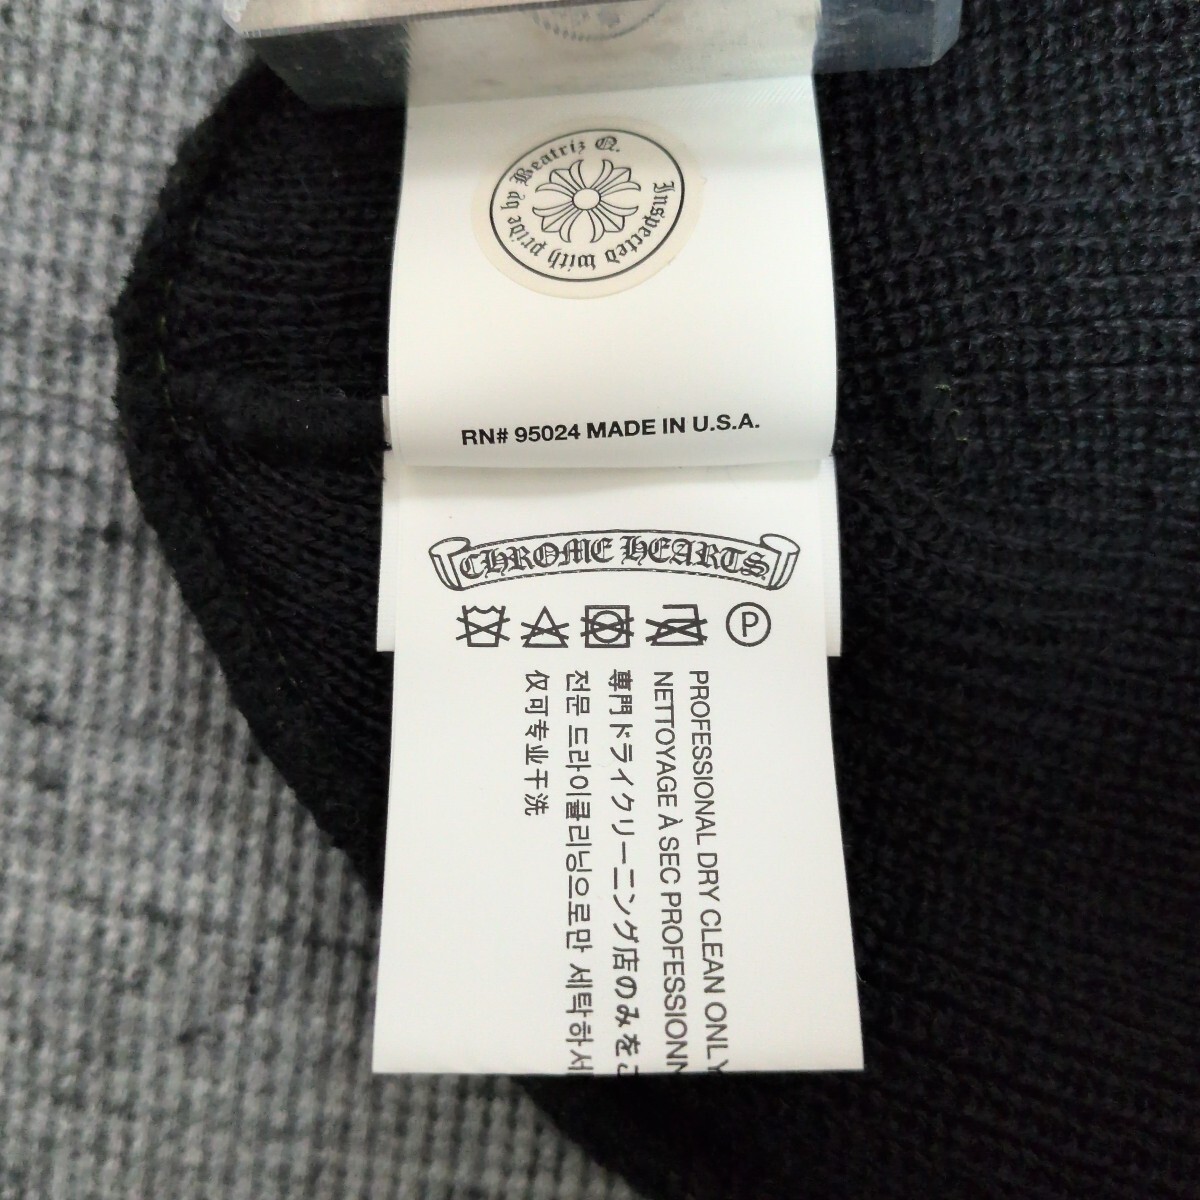 Inspected with pride by Beatriz Q.
RN# 95024 MADE IN U.S.A.
CHROME HEARTS
P
PROFESSIONAL DRY CLEAN ONLY
NETTOYAGE À SEC PROFESSIONN
専門ドライクリーニング店のみをご
전문 드라이클리닝으로만 세탁하세
仅可专业干洗